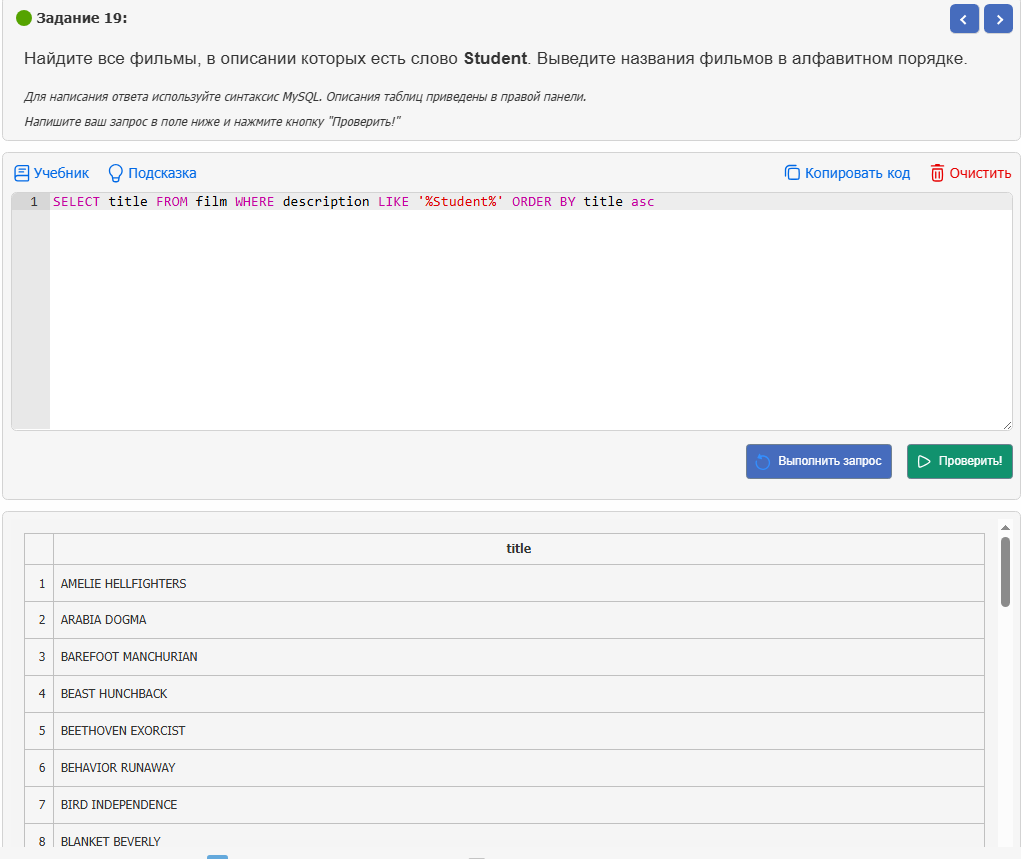 Задание 19:
Найдите все фильмы, в описании которых есть слово Student. Выведите названия фильмов в алфавитном порядке.
Для написания ответа используйте синтаксис MySQL. Описания таблиц приведены в правой панели.
Напишите ваш запрос в поле ниже и нажмите кнопку "Проверить!"
Учебник Подсказка Копировать код Очистить
1 SELECT title FROM film WHERE description LIKE '%Student%' ORDER BY title asc
Выполнить запрос Проверить!
title
1 AMELIE HELLFIGHTERS
2 ARABIA DOGMA
3 BAREFOOT MANCHURIAN
4 BEAST HUNCHBACK
5 BEETHOVEN EXORCIST
6 BEHAVIOR RUNAWAY
7 BIRD INDEPENDENCE
8 BLANKET BEVERLY